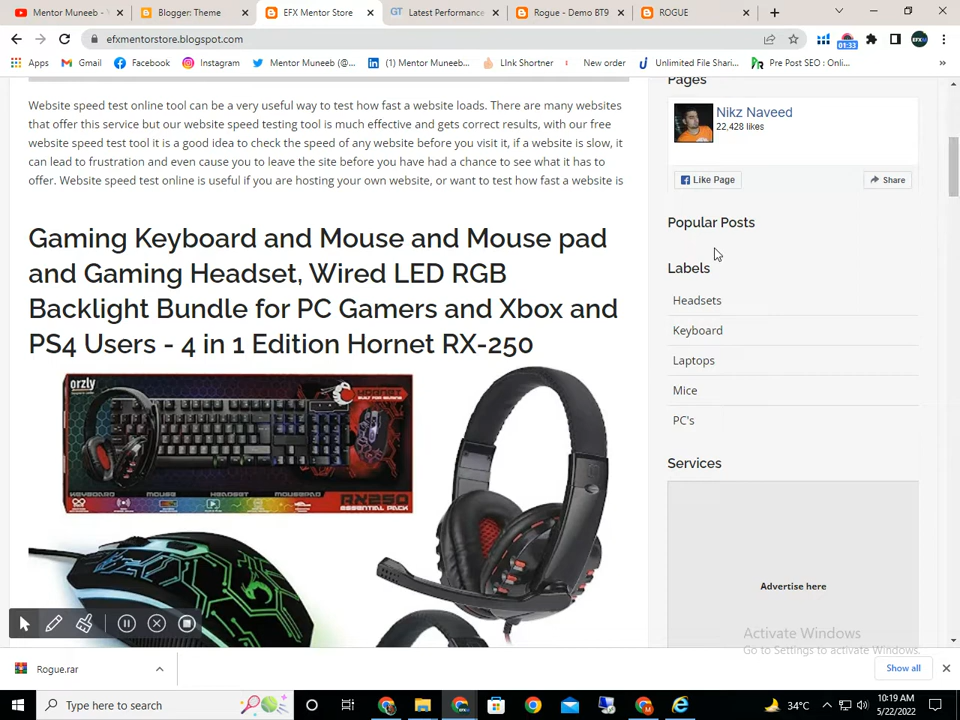 Mentor Muneeb -
Blogger: Theme
EFX Mentor Store
GT Latest Performance
Rogue - Demo BT9
ROGUE
efxmentorstore.blogspot.com
Apps
Gmail
Facebook
Instagram
Mentor Muneeb (@...
(1) Mentor Muneeb...
LInk Shortner
New order
Unlimited File Shari...
Pre Post SEO : Onli...
01:33
Website speed test online tool can be a very useful way to test how fast a website loads. There are many websites
that offer this service but our website speed testing tool is much effective and gets correct results, with our free
website speed test tool it is a good idea to check the speed of any website before you visit it, if a website is slow, it
can lead to frustration and even cause you to leave the site before you have had a chance to see what it has to
offer. Website speed test online is useful if you are hosting your own website, or want to test how fast a website is
Gaming Keyboard and Mouse and Mouse pad
and Gaming Headset, Wired LED RGB
Backlight Bundle for PC Gamers and Xbox and
PS4 Users - 4 in 1 Edition Hornet RX-250
orzly
HORNET
KEYBOARD
MOUSE
HEADSET
MOUSEPAD
RX250
ESSENTIAL PACK
Pages
Nikz Naveed
22,428 likes
Like Page
Share
Popular Posts
Labels
Headsets
Keyboard
Laptops
Mice
PC's
Services
Advertise here
Activate Windows
Go to Settings to activate Windows.
Rogue.rar
Show all
Type here to search
34°C
10:19 AM
5/22/2022